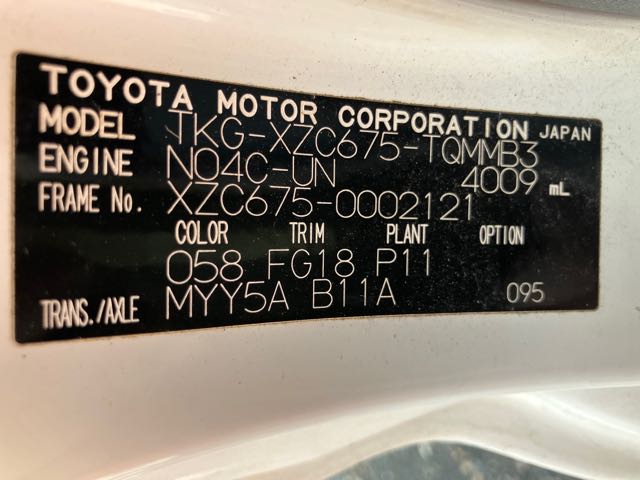 TOYOTA MOTOR CORPORATION JAPAN
MODEL TKG-XZC675-TQMMB3
ENGINE N04C-UN 4009 mL
FRAME No. XZC675-0002121
COLOR TRIM PLANT OPTION
058 FG18 P11
TRANS./AXLE MYY5A B11A 095